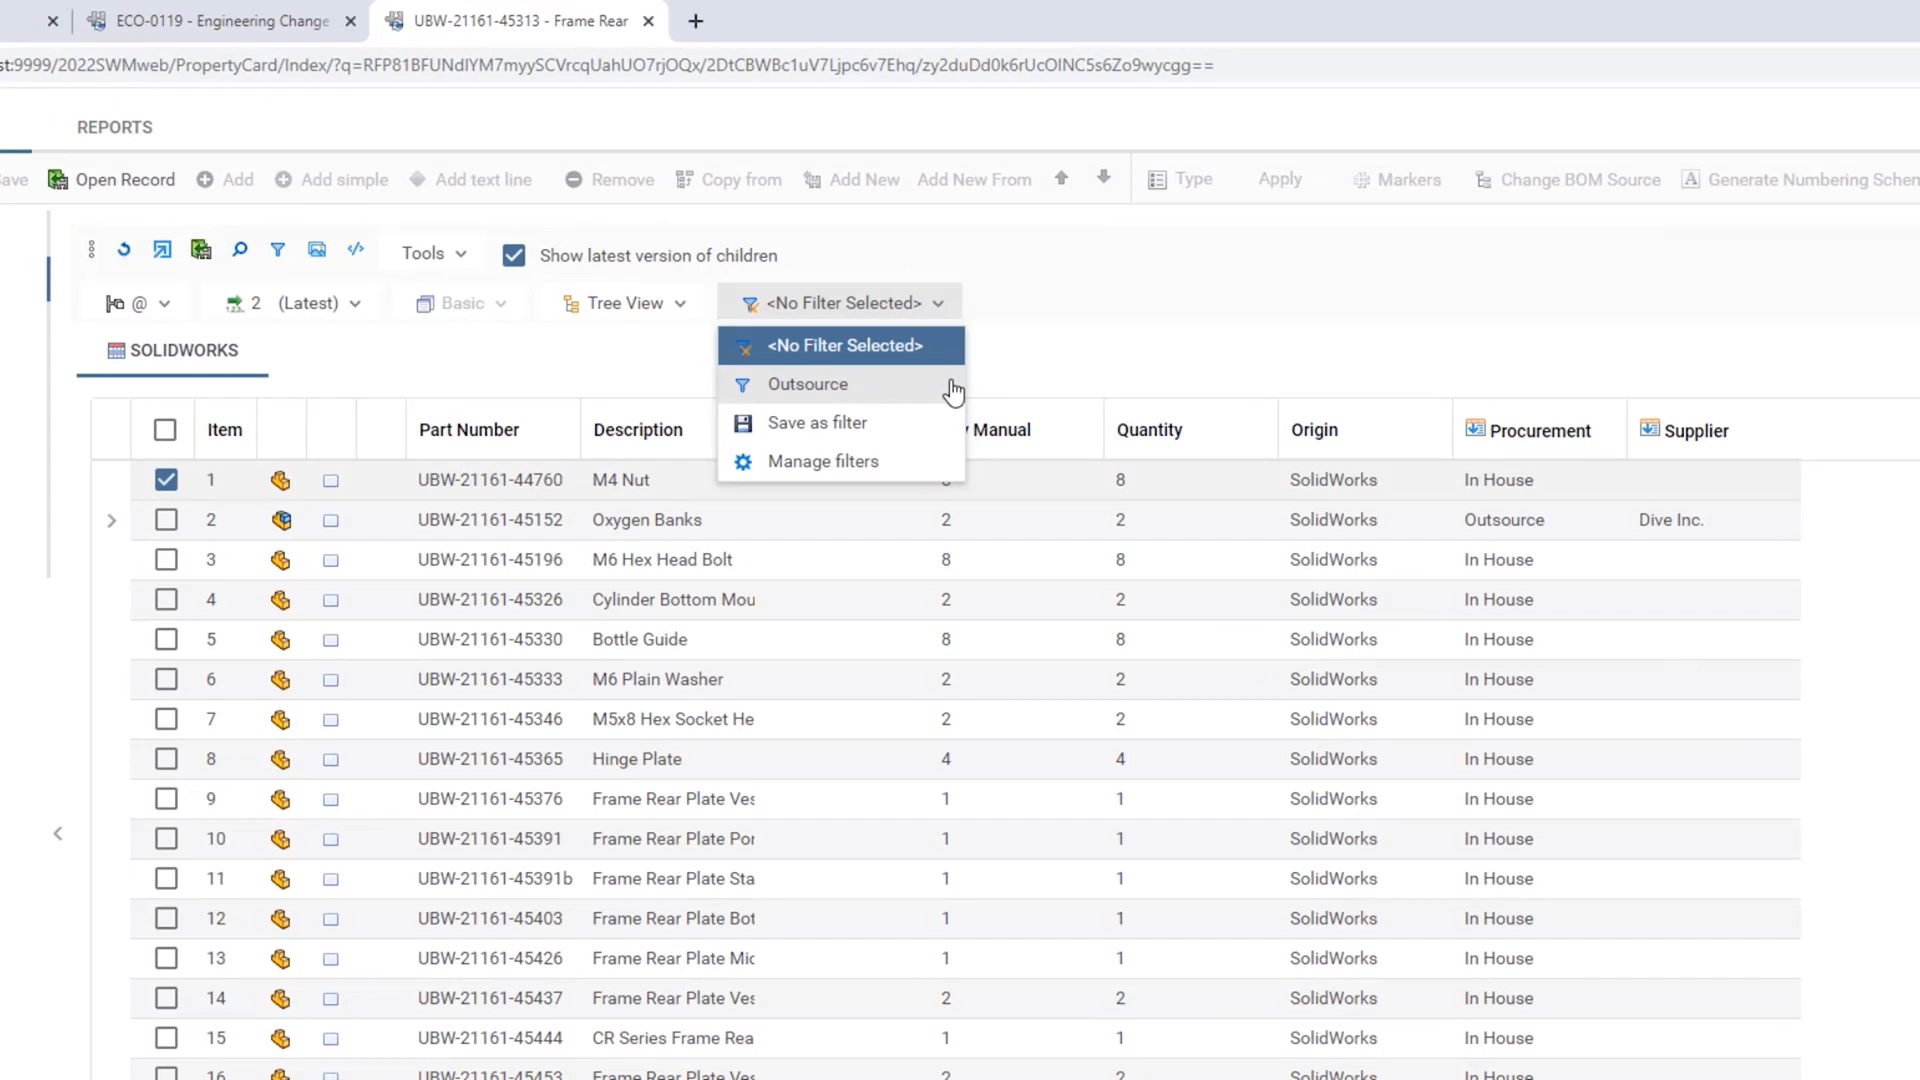 ECO-0119 - Engineering Change
UBW-21161-45313 - Frame Rear
st:9999/2022SWMweb/PropertyCard/Index/?q=RFP81BFUNdlYM7myySCVrcqUahUO7rjOQx/2DtCBWBc1uV7Ljpc6v7Ehq/zy2duDd0k6rUcOINC5s6Zo9wycgg==
REPORTS
ave Open Record Add Add simple Add text line Remove Copy from Add New Add New From Type Apply Markers Change BOM Source Generate Numbering Schem
Tools Show latest version of children
@ 2 (Latest) Basic Tree View <No Filter Selected>
<No Filter Selected>
Outsource
Save as filter
Manage filters
SOLIDWORKS
Item Part Number Description Manual Quantity Origin Procurement Supplier
1 UBW-21161-44760 M4 Nut 8 SolidWorks In House
2 UBW-21161-45152 Oxygen Banks 2 2 SolidWorks Outsource Dive Inc.
3 UBW-21161-45196 M6 Hex Head Bolt 8 8 SolidWorks In House
4 UBW-21161-45326 Cylinder Bottom Mou 2 2 SolidWorks In House
5 UBW-21161-45330 Bottle Guide 8 8 SolidWorks In House
6 UBW-21161-45333 M6 Plain Washer 2 2 SolidWorks In House
7 UBW-21161-45346 M5x8 Hex Socket He 2 2 SolidWorks In House
8 UBW-21161-45365 Hinge Plate 4 4 SolidWorks In House
9 UBW-21161-45376 Frame Rear Plate Ves 1 1 SolidWorks In House
10 UBW-21161-45391 Frame Rear Plate Por 1 1 SolidWorks In House
11 UBW-21161-45391b Frame Rear Plate Sta 1 1 SolidWorks In House
12 UBW-21161-45403 Frame Rear Plate Bot 1 1 SolidWorks In House
13 UBW-21161-45426 Frame Rear Plate Mic 1 1 SolidWorks In House
14 UBW-21161-45437 Frame Rear Plate Ves 2 2 SolidWorks In House
15 UBW-21161-45444 CR Series Frame Rea 1 1 SolidWorks In House
16 UBW-21161-45453 Frame Rear Plate Ves 2 2 SolidWorks In House